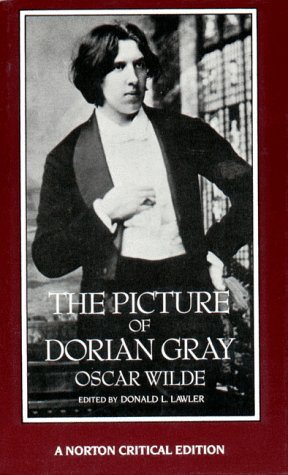 THE PICTURE
OF
DORIAN GRAY
OSCAR WILDE
EDITED BY DONALD L. LAWLER
A NORTON CRITICAL EDITION